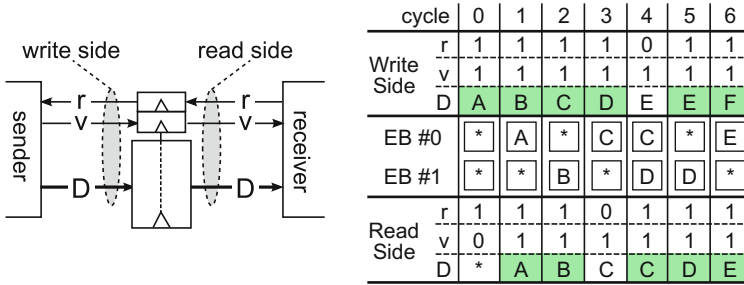 write side read side
sender
r r
v v
D D
receiver
cycle 0 1 2 3 4 5 6
Write Side
r 1 1 1 1 0 1 1
v 1 1 1 1 1 1 1
D A B C D E E F
EB #0 * A * C C * E
EB #1 * * B * D D *
Read Side
r 1 1 1 0 1 1 1
v 0 1 1 1 1 1 1
D * A B C C D E